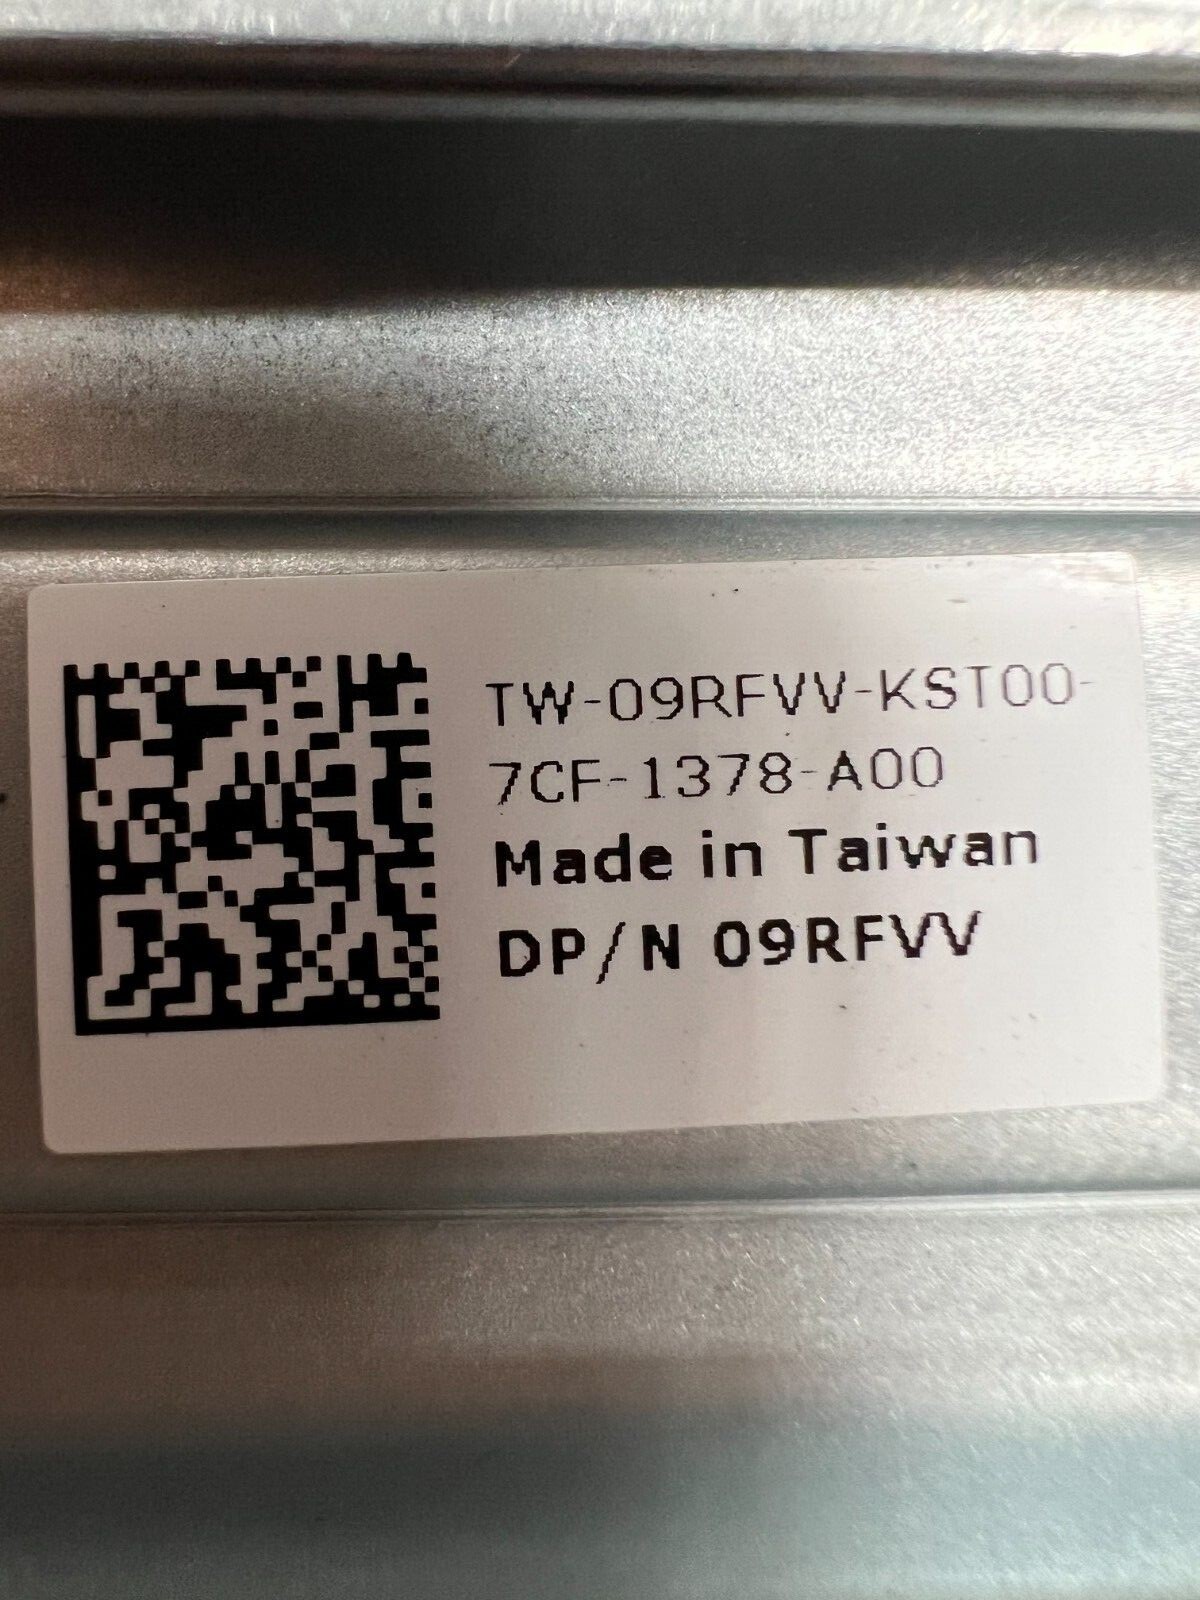 TW-09RFVV-KST00-
7CF-1378-A00
Made in Taiwan
DP/N 09RFVV